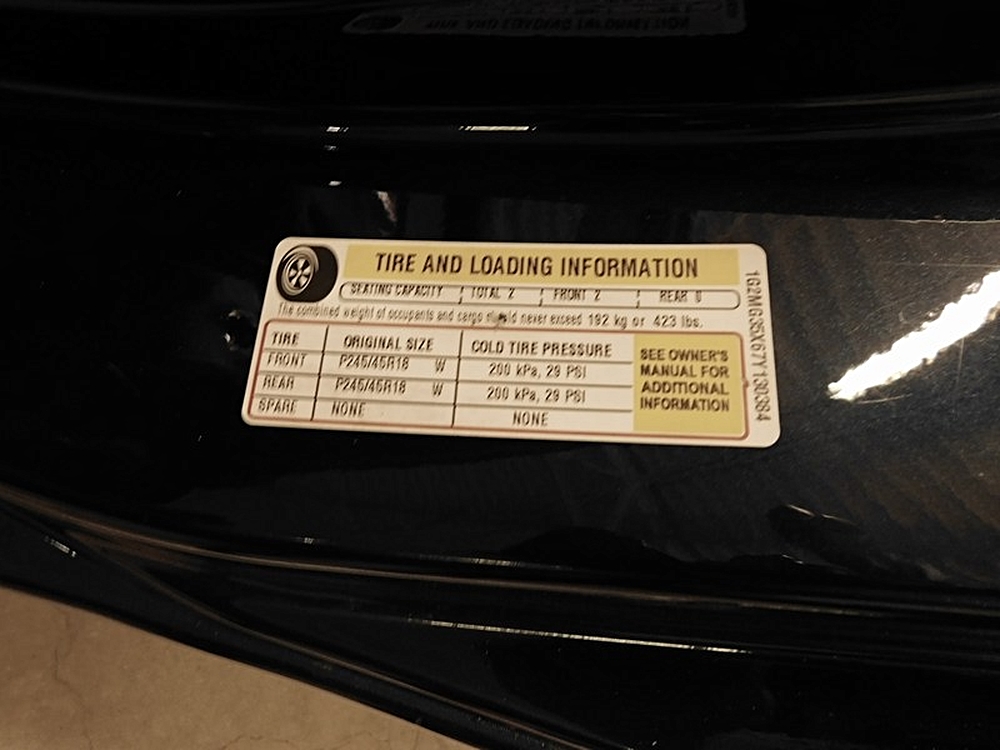 TIRE AND LOADING INFORMATION
SEATING CAPACITY TOTAL 2 FRONT 2 REAR 0
The combined weight of occupants and cargo should never exceed 192 kg or 423 lbs.
TIRE ORIGINAL SIZE COLD TIRE PRESSURE
FRONT P245/45R18 W 200 kPa, 29 PSI
REAR P245/45R18 W 200 kPa, 29 PSI
SPARE NONE NONE
SEE OWNER'S
MANUAL FOR
ADDITIONAL
INFORMATION
1G2MG35X67Y130384